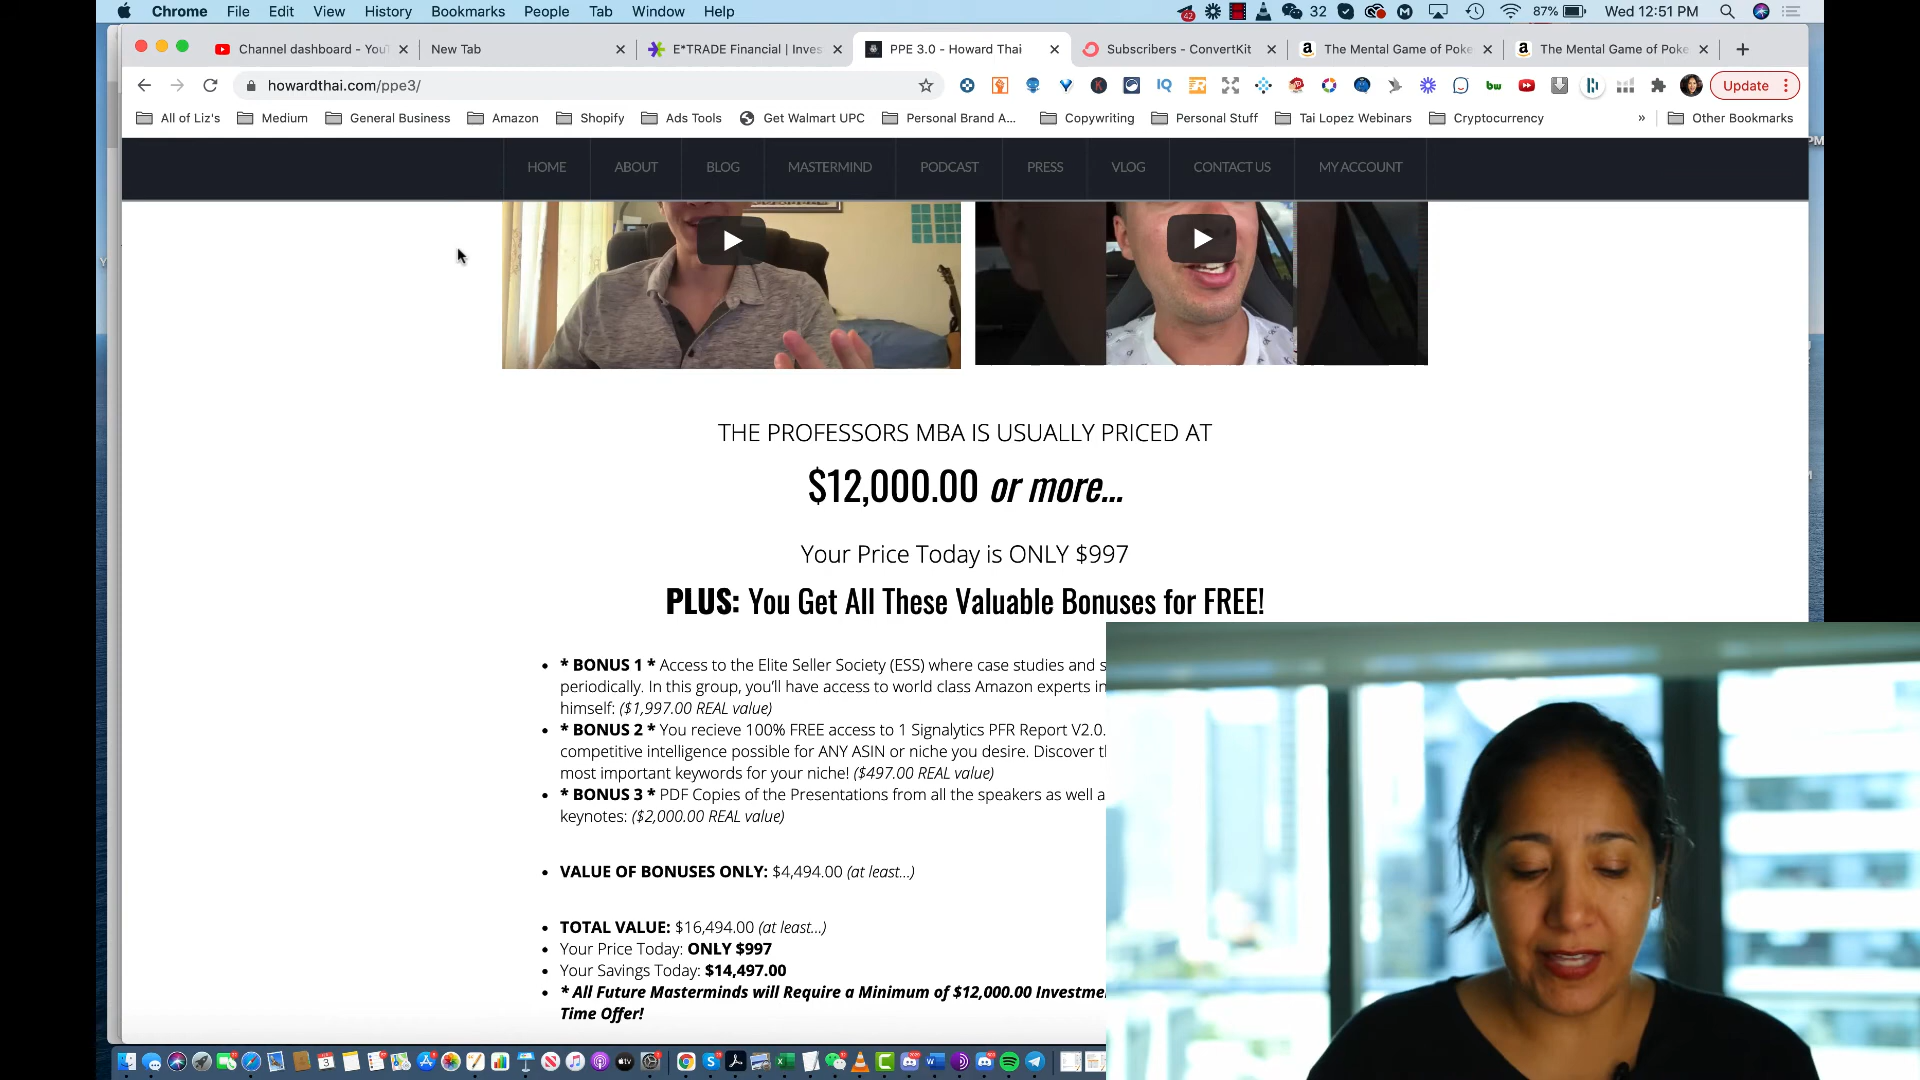 Chrome File Edit View History Bookmarks People Tab Window Help 42 32 87% Wed 12:51 PM
Channel dashboard - You New Tab E*TRADE Financial | Inves PPE 3.0 - Howard Thai Subscribers - ConvertKit The Mental Game of Poke The Mental Game of Poke
howardthai.com/ppe3/ IQ bw Update
All of Liz's Medium General Business Amazon Shopify Ads Tools Get Walmart UPC Personal Brand A... Copywriting Personal Stuff Tai Lopez Webinars Cryptocurrency » Other Bookmarks
HOME ABOUT BLOG MASTERMIND PODCAST PRESS VLOG CONTACT US MY ACCOUNT
THE PROFESSORS MBA IS USUALLY PRICED AT
$12,000.00 or more...
Your Price Today is ONLY $997
PLUS: You Get All These Valuable Bonuses for FREE!
• * BONUS 1 * Access to the Elite Seller Society (ESS) where case studies and s
periodically. In this group, you'll have access to world class Amazon experts in
himself: ($1,997.00 REAL value)
• * BONUS 2 * You recieve 100% FREE access to 1 Signalytics PFR Report V2.0.
competitive intelligence possible for ANY ASIN or niche you desire. Discover t
most important keywords for your niche! ($497.00 REAL value)
• * BONUS 3 * PDF Copies of the Presentations from all the speakers as well a
keynotes: ($2,000.00 REAL value)
• VALUE OF BONUSES ONLY: $4,494.00 (at least...)
• TOTAL VALUE: $16,494.00 (at least...)
• Your Price Today: ONLY $997
• Your Savings Today: $14,497.00
• * All Future Masterminds will Require a Minimum of $12,000.00 Investme
Time Offer!